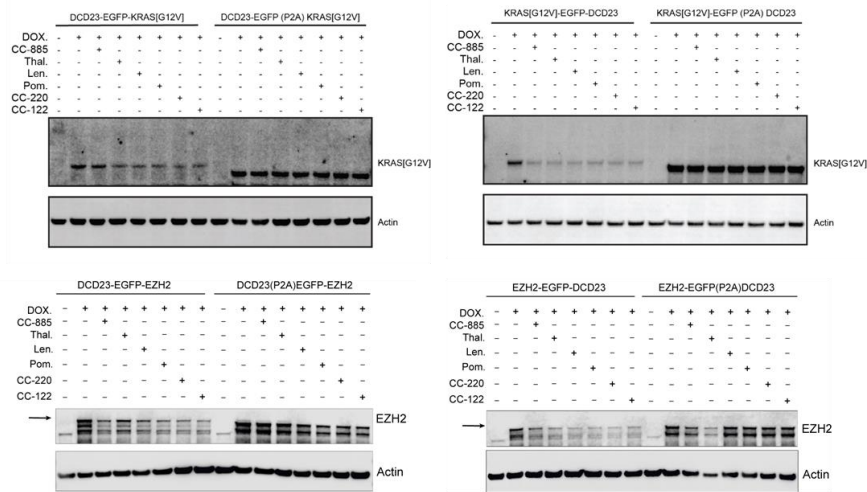 DCD23-EGFP-KRAS[G12V] DCD23-EGFP (P2A) KRAS[G12V]
DOX. - + + + + + + + - + + + + + + +
CC-885 - - + - - - - - - - + - - - - -
Thal. - - - + - - - - - - - + - - - -
Len. - - - - + - - - - - - - + - - -
Pom. - - - - - + - - - - - - - + - -
CC-220 - - - - - - + - - - - - - - + -
CC-122 - - - - - - - + - - - - - - - +
KRAS[G12V]
Actin
KRAS[G12V]-EGFP-DCD23 KRAS[G12V]-EGFP (P2A) DCD23
DOX. - + + + + + + + - + + + + + + +
CC-885 - - + - - - - - - - + - - - - -
Thal. - - - + - - - - - - - + - - - -
Len. - - - - + - - - - - - - + - - -
Pom. - - - - - + - - - - - - - + - -
CC-220 - - - - - - + - - - - - - - + -
CC-122 - - - - - - - + - - - - - - - +
KRAS[G12V]
Actin
DCD23-EGFP-EZH2 DCD23(P2A)EGFP-EZH2
DOX. - + + + + + + + - + + + + + + +
CC-885 - - + - - - - - - - + - - - - -
Thal. - - - + - - - - - - - + - - - -
Len. - - - - + - - - - - - - + - - -
Pom. - - - - - + - - - - - - - + - -
CC-220 - - - - - - + - - - - - - - + -
CC-122 - - - - - - - + - - - - - - - +
EZH2
Actin
EZH2-EGFP-DCD23 EZH2-EGFP(P2A)DCD23
DOX. - + + + + + + + - + + + + + + +
CC-885 - - + - - - - - - - + - - - - -
Thal. - - - + - - - - - - - + - - - -
Len. - - - - + - - - - - - - + - - -
Pom. - - - - - + - - - - - - - + - -
CC-220 - - - - - - + - - - - - - - + -
CC-122 - - - - - - - + - - - - - - - +
EZH2
Actin